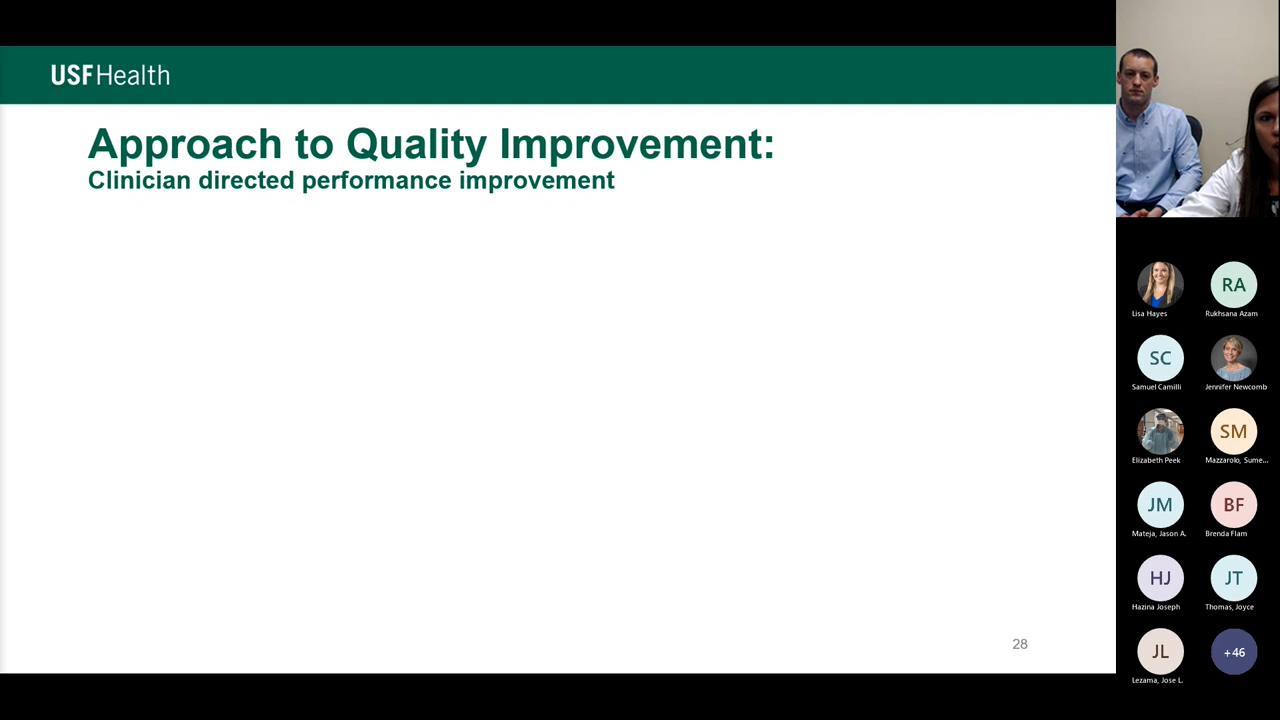 USF Health
Approach to Quality Improvement:
Clinician directed performance improvement
28
Lisa Hayes
RA
Rukhsana Azam
SC
Samuel Camilli
Jennifer Newcomb
Elizabeth Peek
SM
Mazzarolo, Sume...
JM
Mateja, Jason A.
BF
Brenda Flam
HJ
Hazina Joseph
JT
Thomas, Joyce
JL
Lezama, Jose L.
+46